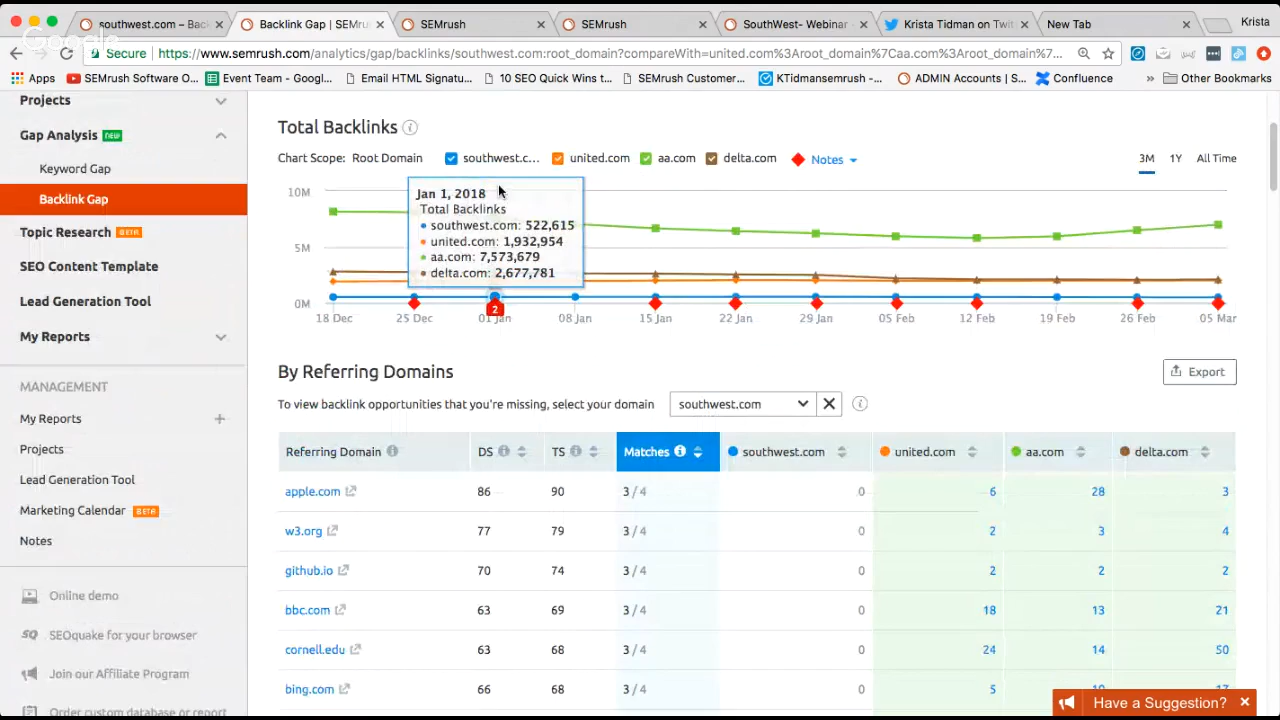 southwest.com – Back
Backlink Gap | SEMrus
SEMrush
SEMrush
SouthWest- Webinar -
Krista Tidman on Twitt
New Tab
Krista
Google
Secure
https://www.semrush.com/analytics/gap/backlinks/southwest.com:root_domain?compareWith=united.com%3Aroot_domain%7Caa.com%3Aroot_domain%7...
Apps
SEMrush Software O...
Event Team - Googl...
Email HTML Signatu...
10 SEO Quick Wins t...
SEMrush Customer...
KTidmansemrush -...
ADMIN Accounts | S...
Confluence
»
Other Bookmarks
Projects
Gap Analysis NEW
Keyword Gap
Backlink Gap
Topic Research BETA
SEO Content Template
Lead Generation Tool
My Reports
MANAGEMENT
My Reports +
Projects
Lead Generation Tool
Marketing Calendar BETA
Notes
Online demo
SQ SEOquake for your browser
Join our Affiliate Program
Order custom database or report
Total Backlinks i
Chart Scope: Root Domain southwest.c... united.com aa.com delta.com Notes 3M 1Y All Time
10M
5M
0M
Jan 1, 2018
Total Backlinks
southwest.com: 522,615
united.com: 1,932,954
aa.com: 7,573,679
delta.com: 2,677,781
2
18 Dec 25 Dec 01 Jan 08 Jan 15 Jan 22 Jan 29 Jan 05 Feb 12 Feb 19 Feb 26 Feb 05 Mar
By Referring Domains Export
To view backlink opportunities that you're missing, select your domain southwest.com i
Referring Domain DS TS Matches southwest.com united.com aa.com delta.com
apple.com 86 90 3 / 4 0 6 28 3
w3.org 77 79 3 / 4 0 2 3 4
github.io 70 74 3 / 4 0 2 2 2
bbc.com 63 69 3 / 4 0 18 13 21
cornell.edu 63 68 3 / 4 0 24 14 50
bing.com 66 68 3 / 4 0 5
Have a Suggestion? ×